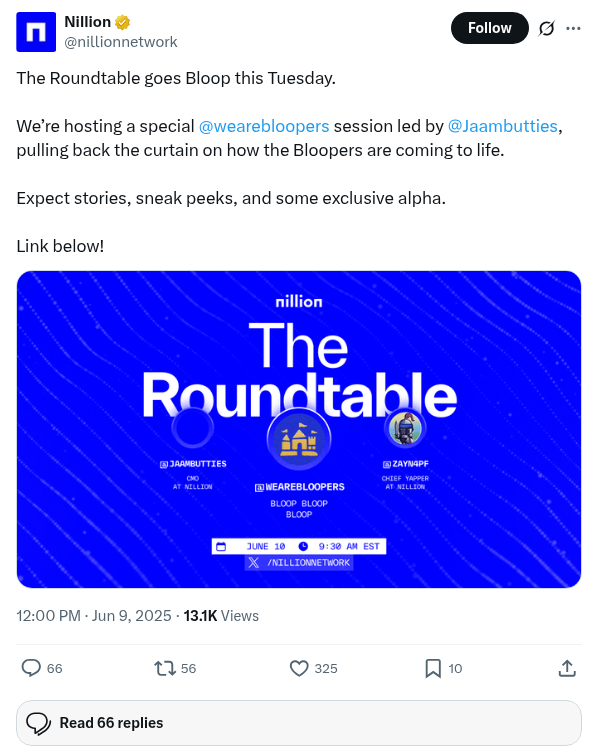 Nillion
@nillionnetwork
Follow
The Roundtable goes Bloop this Tuesday.
We’re hosting a special @wearebloopers session led by @Jaambutties,
pulling back the curtain on how the Bloopers are coming to life.
Expect stories, sneak peeks, and some exclusive alpha.
Link below!
nillion
The
Roundtable
@JAAMBUTTIES
CMO
AT NILLION
@WEAREBLOOPERS
BLOOP BLOOP
BLOOP
@ZAYN4PF
CHIEF YAPPER
AT NILLION
JUNE 10 9:30 AM EST
X /NILLIONNETWORK
12:00 PM · Jun 9, 2025 · 13.1K Views
66 56 325 10
Read 66 replies